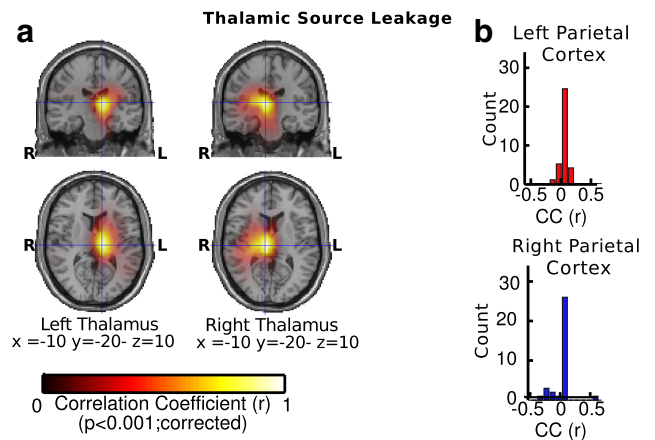 Thalamic Source Leakage
a
R L R L
R L R L
Left Thalamus Right Thalamus
x =-10 y=-20- z=10 x =-10 y=-20- z=10
0 Correlation Coefficient (r) 1
(p<0.001;corrected)
b
Left Parietal
Cortex
30
20
10
0
Count
-0.5 0 0.5
CC (r)
Right Parietal
Cortex
30
20
10
0
Count
-0.5 0 0.5
CC (r)